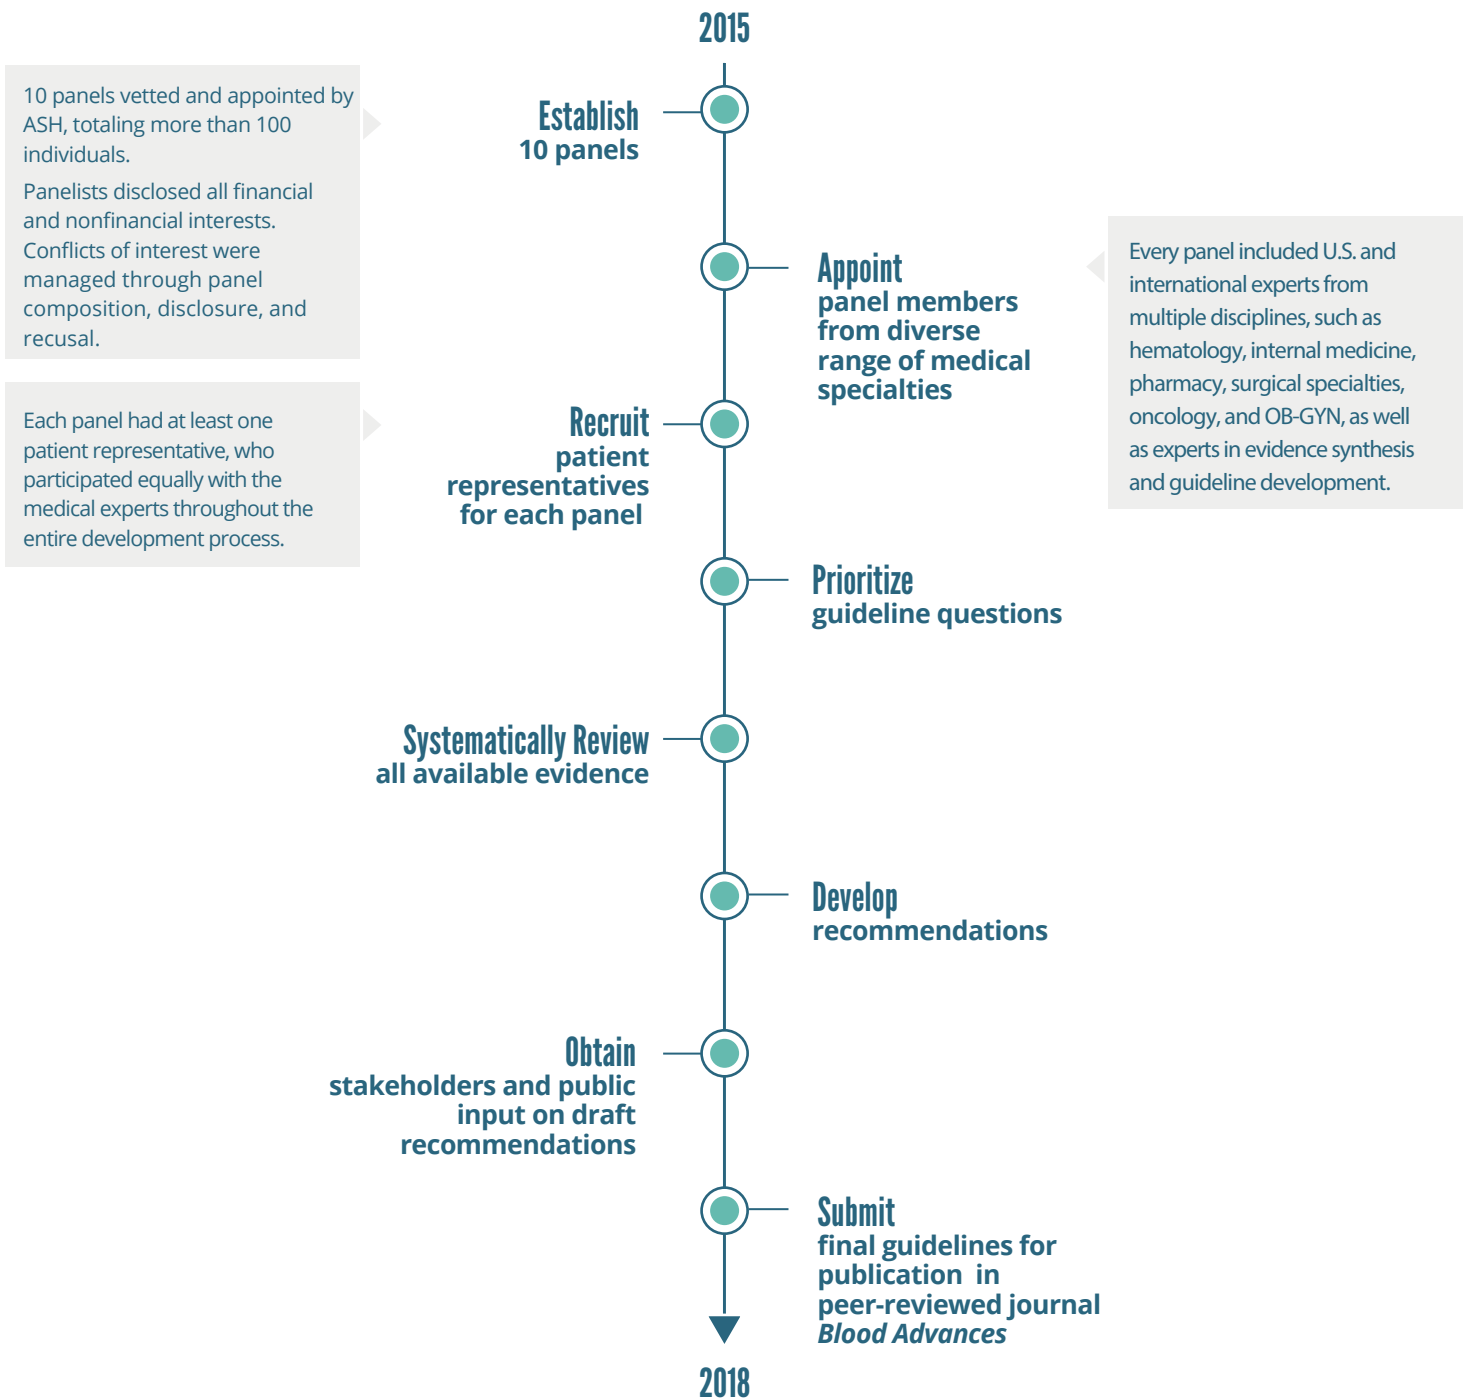 2015
10 panels vetted and appointed by
ASH, totaling more than 100
individuals.
Panelists disclosed all financial
and nonfinancial interests.
Conflicts of interest were
managed through panel
composition, disclosure, and
recusal.
Establish
10 panels
Appoint
panel members
from diverse
range of medical
specialties
Every panel included U.S. and
international experts from
multiple disciplines, such as
hematology, internal medicine,
pharmacy, surgical specialties,
oncology, and OB-GYN, as well
as experts in evidence synthesis
and guideline development.
Each panel had at least one
patient representative, who
participated equally with the
medical experts throughout the
entire development process.
Recruit
patient
representatives
for each panel
Prioritize
guideline questions
Systematically Review
all available evidence
Develop
recommendations
Obtain
stakeholders and public
input on draft
recommendations
Submit
final guidelines for
publication in
peer-reviewed journal
Blood Advances
2018